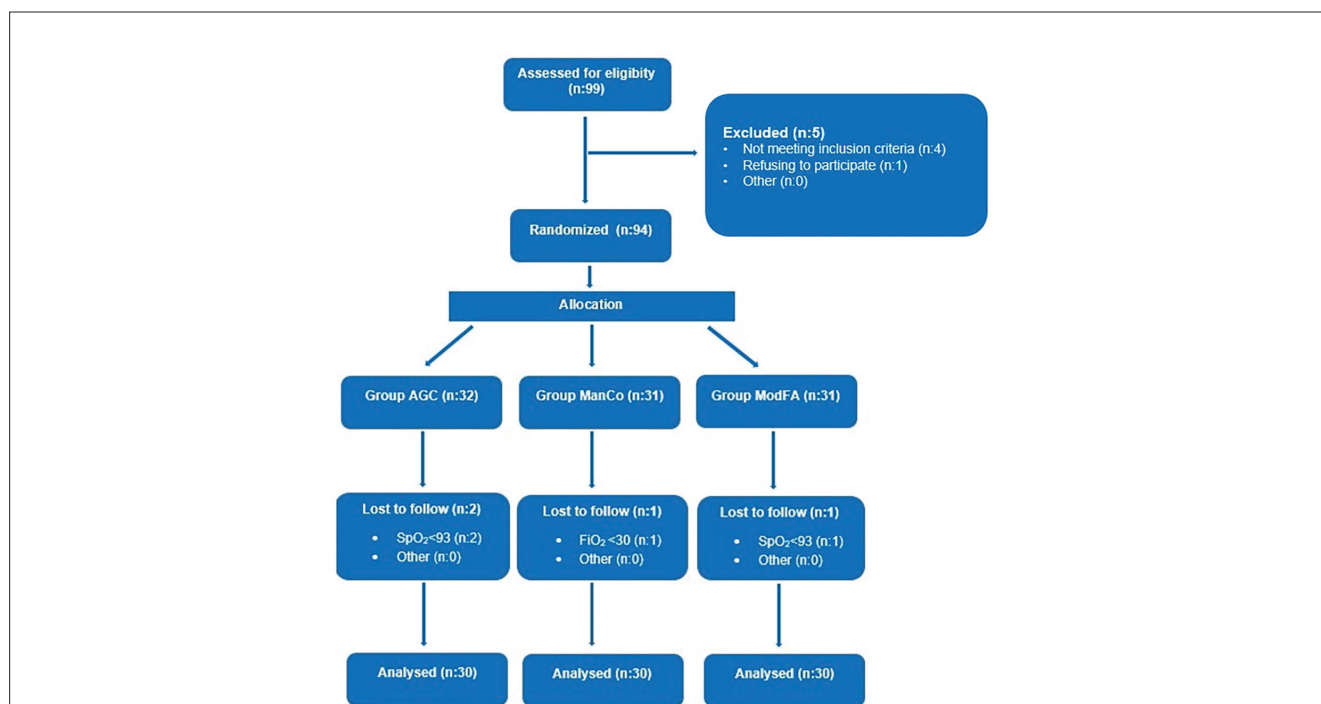 Assessed for eligibity
(n:99)
Excluded (n:5)
• Not meeting inclusion criteria (n:4)
• Refusing to participate (n:1)
• Other (n:0)
Randomized (n:94)
Allocation
Group AGC (n:32)
Group ManCo (n:31)
Group ModFA (n:31)
Lost to follow (n:2)
• SpO₂<93 (n:2)
• Other (n:0)
Lost to follow (n:1)
• FiO₂<30 (n:1)
• Other (n:0)
Lost to follow (n:1)
• SpO₂<93 (n:1)
• Other (n:0)
Analysed (n:30)
Analysed (n:30)
Analysed (n:30)